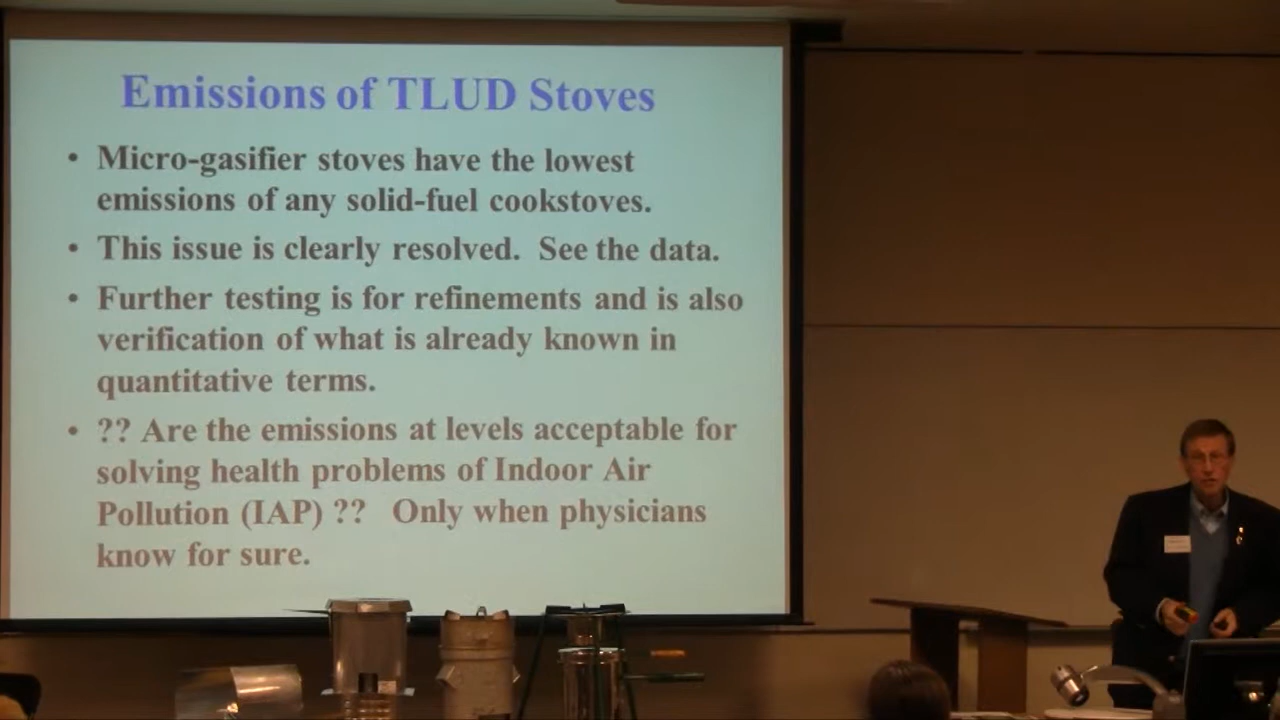 Emissions of TLUD Stoves
• Micro-gasifier stoves have the lowest
emissions of any solid-fuel cookstoves.
• This issue is clearly resolved. See the data.
• Further testing is for refinements and is also
verification of what is already known in
quantitative terms.
• ?? Are the emissions at levels acceptable for
solving health problems of Indoor Air
Pollution (IAP) ?? Only when physicians
know for sure.